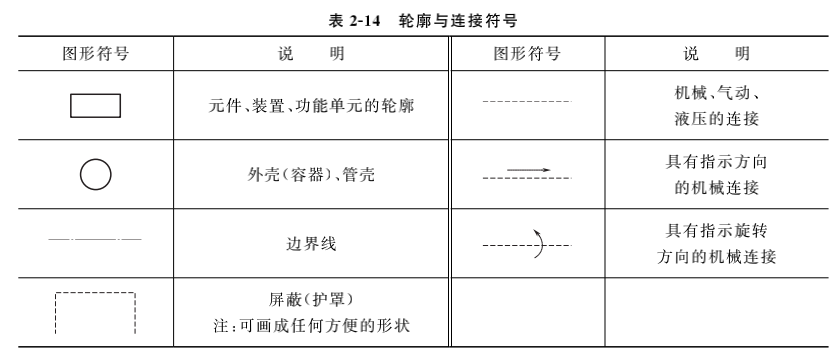 表 2-14 轮廓与连接符号
图形符号 说 明 图形符号 说 明
元件、装置、功能单元的轮廓
机械、气动、
液压的连接
外壳(容器)、管壳
具有指示方向
的机械连接
边界线
具有指示旋转
方向的机械连接
屏蔽(护罩)
注:可画成任何方便的形状